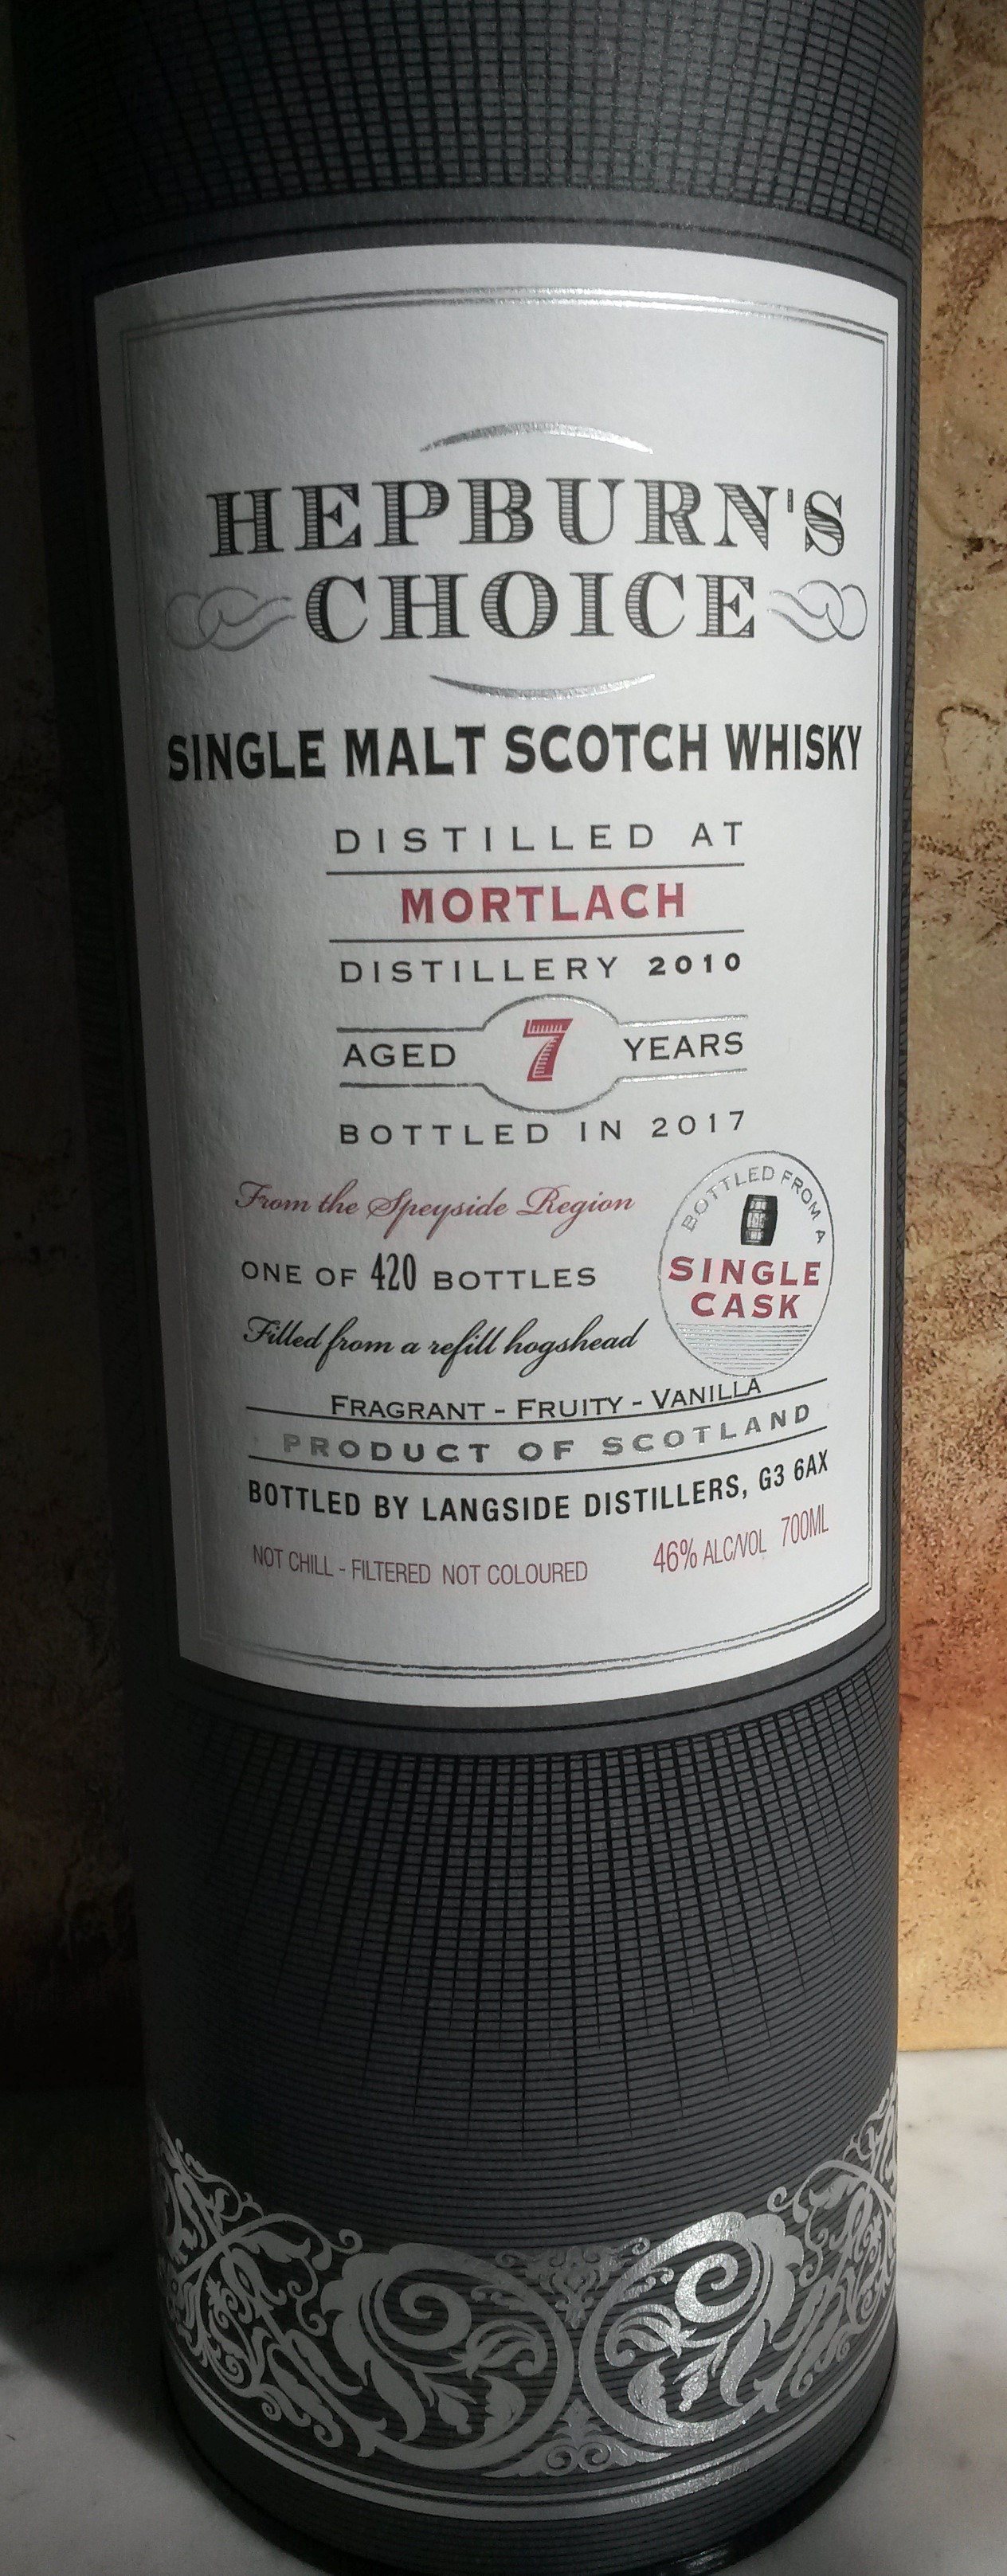 HEPBURN'S
CHOICE
SINGLE MALT SCOTCH WHISKY
DISTILLED AT
MORTLACH
DISTILLERY 2010
AGED 7 YEARS
BOTTLED IN 2017
From the Speyside Region
ONE OF 420 BOTTLES
Filled from a refill hogshead
BOTTLED FROM A
SINGLE
CASK
FRAGRANT - FRUITY - VANILLA
PRODUCT OF SCOTLAND
BOTTLED BY LANGSIDE DISTILLERS, G3 6AX
NOT CHILL - FILTERED NOT COLOURED 46% ALC/VOL 700ML